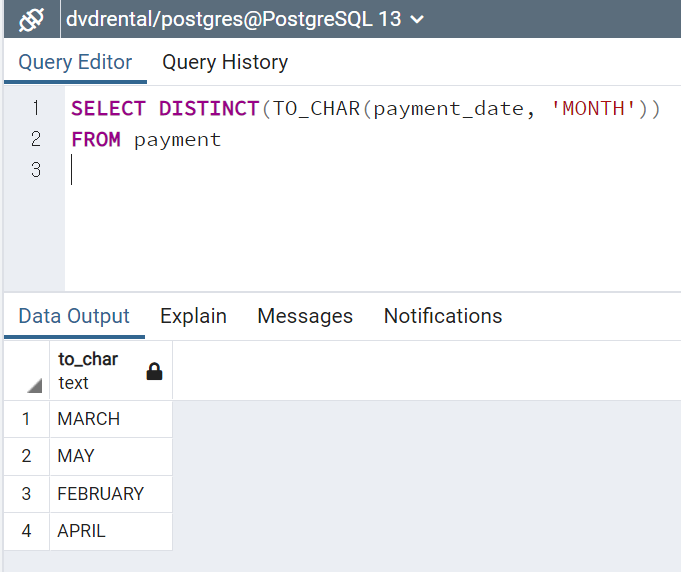 dvdrental/postgres@PostgreSQL 13
Query Editor Query History
1 SELECT DISTINCT(TO_CHAR(payment_date, 'MONTH'))
2 FROM payment
3
Data Output Explain Messages Notifications
to_char
text
1 MARCH
2 MAY
3 FEBRUARY
4 APRIL